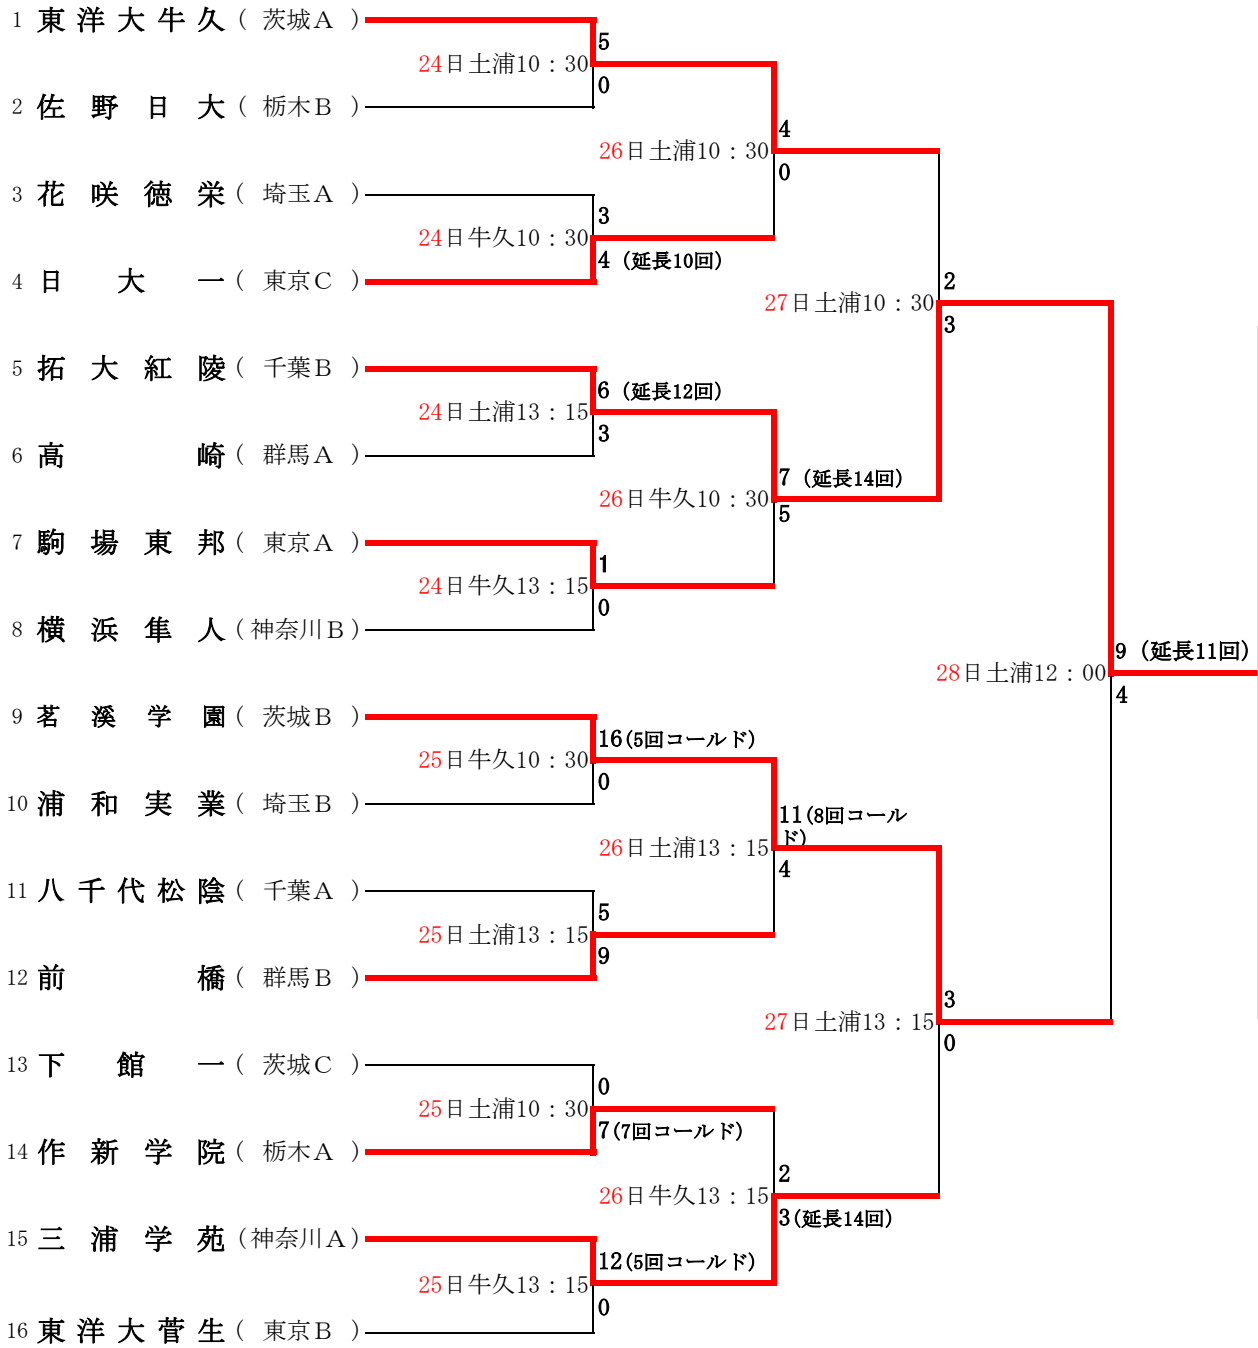 1 東洋大牛久 ( 茨城A )
5
24日土浦10:30
0
2 佐野日大 ( 栃木B )
4
26日土浦10:30
0
3 花咲徳栄 ( 埼玉A )
3
24日牛久10:30
4 (延長10回)
4 日大一 ( 東京C )
2
27日土浦10:30
3
5 拓大紅陵 ( 千葉B )
6 (延長12回)
24日土浦13:15
3
6 高崎 ( 群馬A )
7 (延長14回)
26日牛久10:30
5
7 駒場東邦 ( 東京A )
1
24日牛久13:15
0
8 横浜隼人 (神奈川B)
9 (延長11回)
28日土浦12:00
4
9 茗溪学園 ( 茨城B )
16(5回コールド)
25日牛久10:30
0
10 浦和実業 ( 埼玉B )
11(8回コール
ド)
26日土浦13:15
4
11 八千代松陰 ( 千葉A )
5
25日土浦13:15
9
12 前橋 ( 群馬B )
3
27日土浦13:15
0
13 下館一 ( 茨城C )
0
25日土浦10:30
7(7回コールド)
14 作新学院 ( 栃木A )
2
26日牛久13:15
3(延長14回)
15 三浦学苑 (神奈川A)
12(5回コールド)
25日牛久13:15
0
16 東洋大菅生 ( 東京B )